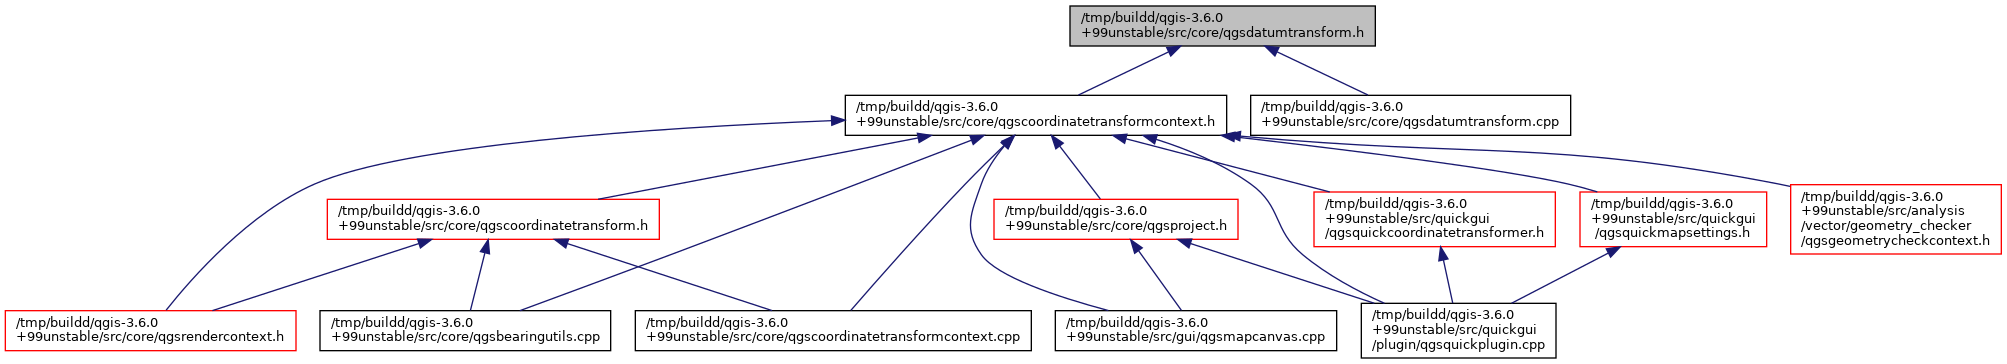 /tmp/buildd/qgis-3.6.0
+99unstable/src/core/qgsdatumtransform.h
/tmp/buildd/qgis-3.6.0
+99unstable/src/core/qgscoordinatetransformcontext.h
/tmp/buildd/qgis-3.6.0
+99unstable/src/core/qgsdatumtransform.cpp
/tmp/buildd/qgis-3.6.0
+99unstable/src/core/qgscoordinatetransform.h
/tmp/buildd/qgis-3.6.0
+99unstable/src/core/qgsproject.h
/tmp/buildd/qgis-3.6.0
+99unstable/src/quickgui
/qgsquickcoordinatetransformer.h
/tmp/buildd/qgis-3.6.0
+99unstable/src/quickgui
/qgsquickmapsettings.h
/tmp/buildd/qgis-3.6.0
+99unstable/src/analysis
/vector/geometry_checker
/qgsgeometrycheckcontext.h
/tmp/buildd/qgis-3.6.0
+99unstable/src/core/qgsrendercontext.h
/tmp/buildd/qgis-3.6.0
+99unstable/src/core/qgsbearingutils.cpp
/tmp/buildd/qgis-3.6.0
+99unstable/src/core/qgscoordinatetransformcontext.cpp
/tmp/buildd/qgis-3.6.0
+99unstable/src/gui/qgsmapcanvas.cpp
/tmp/buildd/qgis-3.6.0
+99unstable/src/quickgui
/plugin/qgsquickplugin.cpp